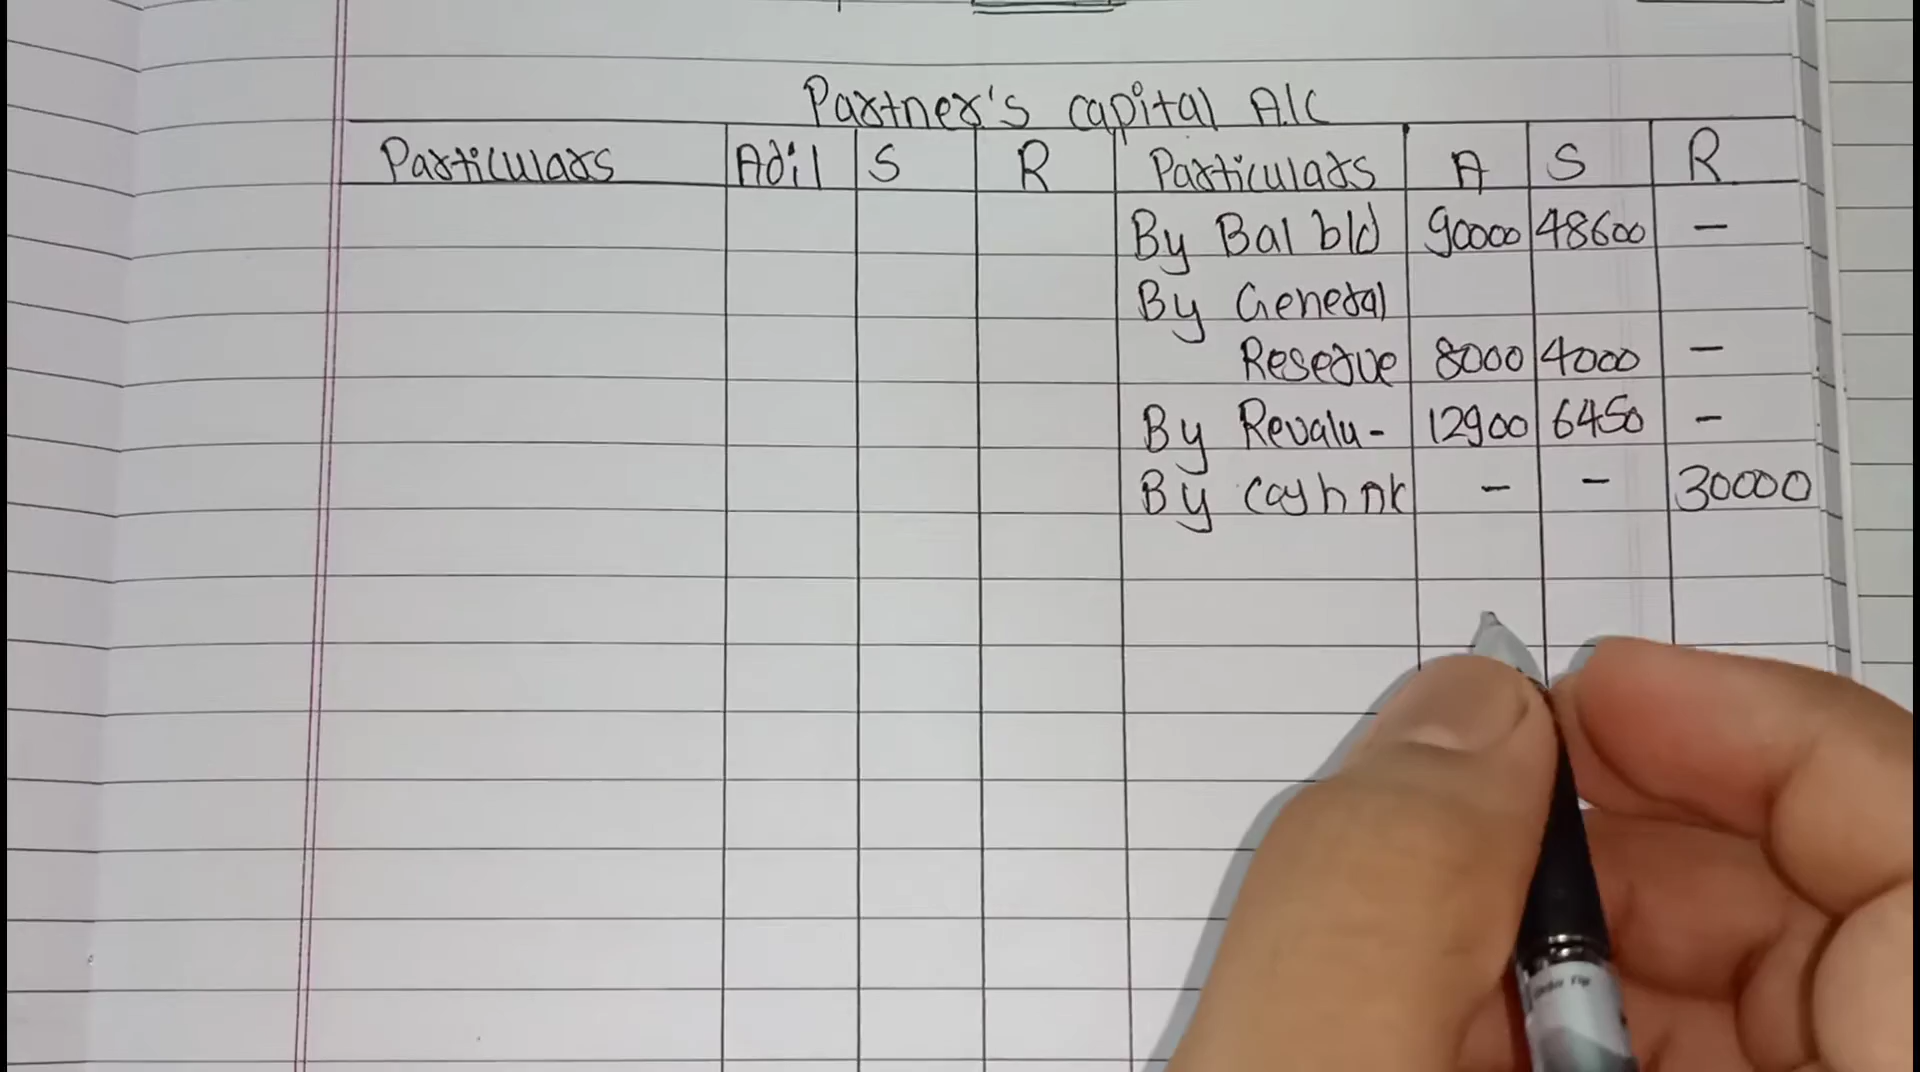 Partner's capital A/C
Particulars Adil S R Particulars A S R
By Bal b/d 90000 48600 -
By General
Reserve 8000 4000 -
By Revalu- 12900 6450 -
By cash - - 30000